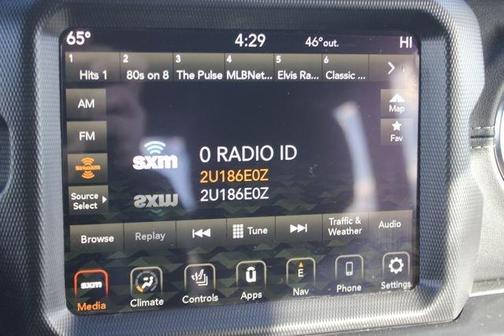 65° 4:29 46°out. HI
1 2 3 4 5 6
Hits 1 80s on 8 The Pulse MLBNet... Elvis Ra... Classic ...
AM
Map
FM
Fav
sxm 0 RADIO ID
2U186E0Z
sxm 2U186E0Z
Source
Select
Browse Replay Tune Traffic & Weather Audio
sxm
E
Media Climate Controls Apps Nav Phone Settings